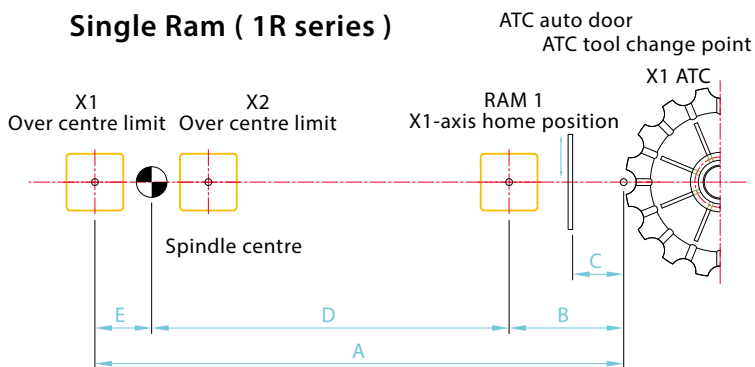 Single Ram ( 1R series )
ATC auto door
ATC tool change point
X1 ATC
X1
Over centre limit
X2
Over centre limit
RAM 1
X1-axis home position
Spindle centre
C
E
D
B
A